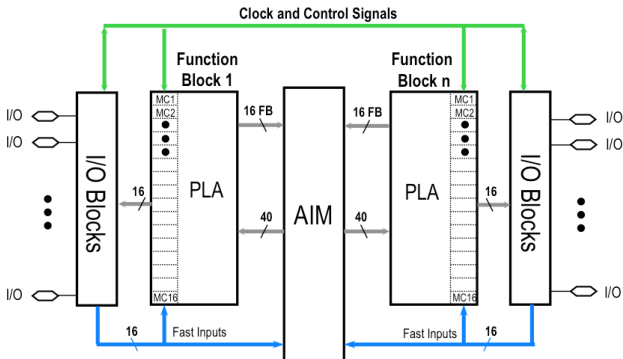 Clock and Control Signals
Function
Block 1
Function
Block n
I/O
I/O
I/O
I/O Blocks
16
MC1
MC2
MC16
PLA
16 FB
40
AIM
16 FB
40
PLA
MC1
MC2
MC16
16
I/O Blocks
I/O
I/O
I/O
16
Fast Inputs
Fast Inputs
16